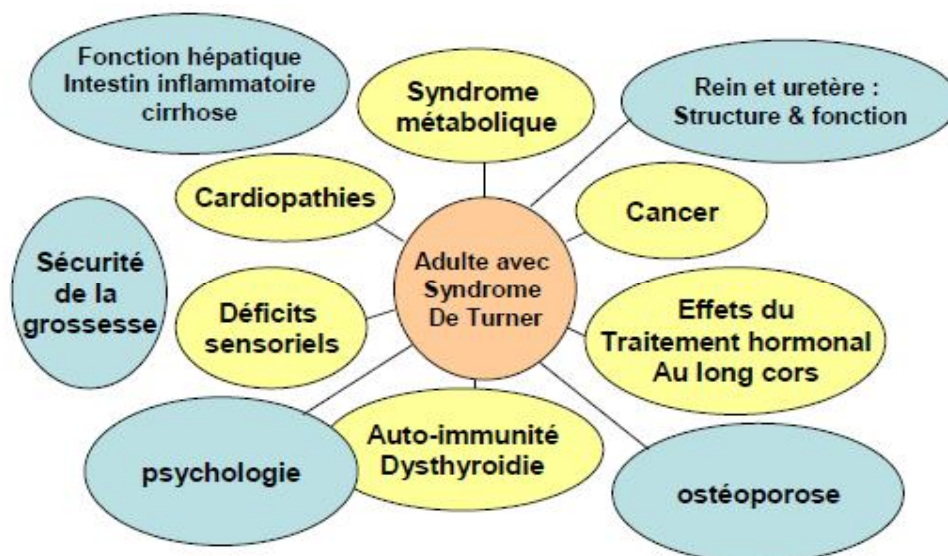 Fonction hépatique
Intestin inflammatoire
cirrhose
Syndrome
métabolique
Rein et uretère :
Structure & fonction
Cardiopathies
Cancer
Sécurité
de la
grossesse
Adulte avec
Syndrome
De Turner
Déficits
sensoriels
Effets du
Traitement hormonal
Au long cors
psychologie
Auto-immunité
Dysthyroidie
ostéoporose